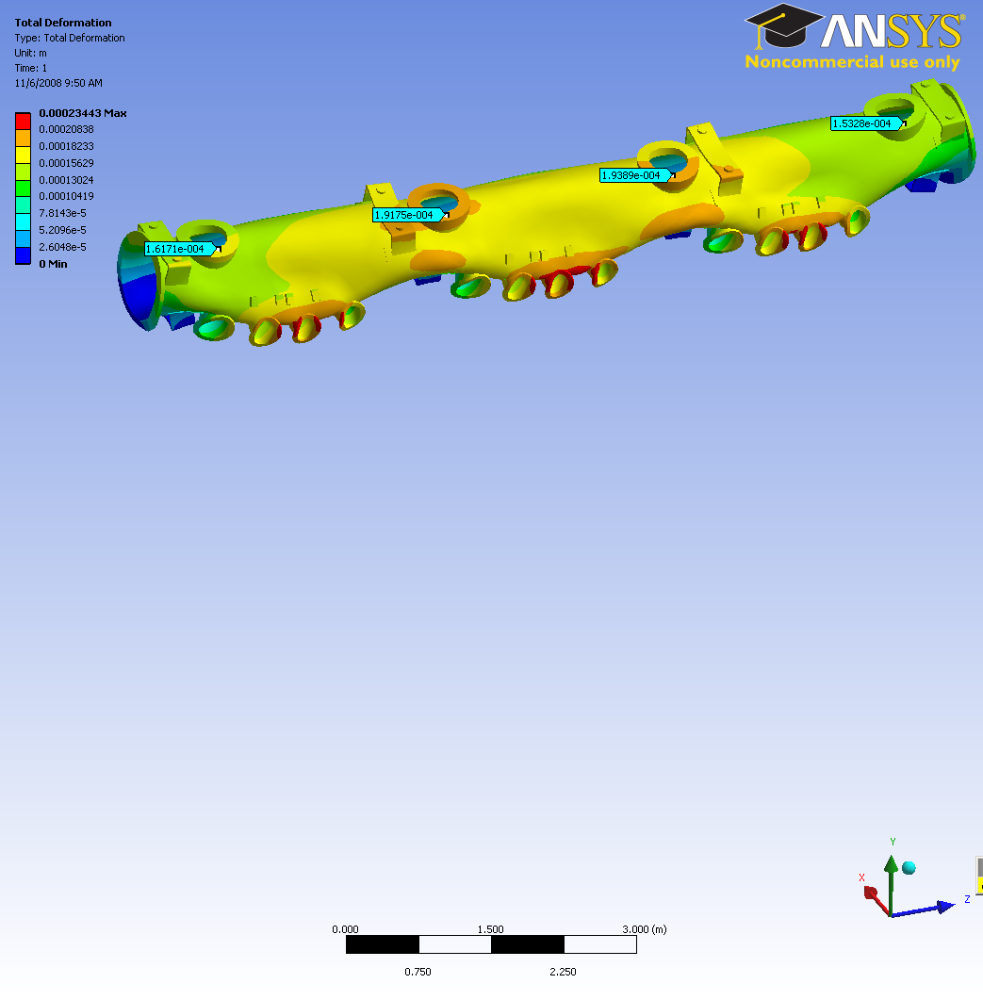 Total Deformation
Type: Total Deformation
Unit: m
Time: 1
11/6/2008 9:50 AM
0.00023443 Max
0.00020838
0.00018233
0.00015629
0.00013024
0.00010419
7.8143e-5
5.2096e-5
2.6048e-5
0 Min
ANSYS®
Noncommercial use only
1.5328e-004
1.9389e-004
1.9175e-004
1.6171e-004
Y
X
Z
0.000 1.500 3.000 (m)
0.750 2.250